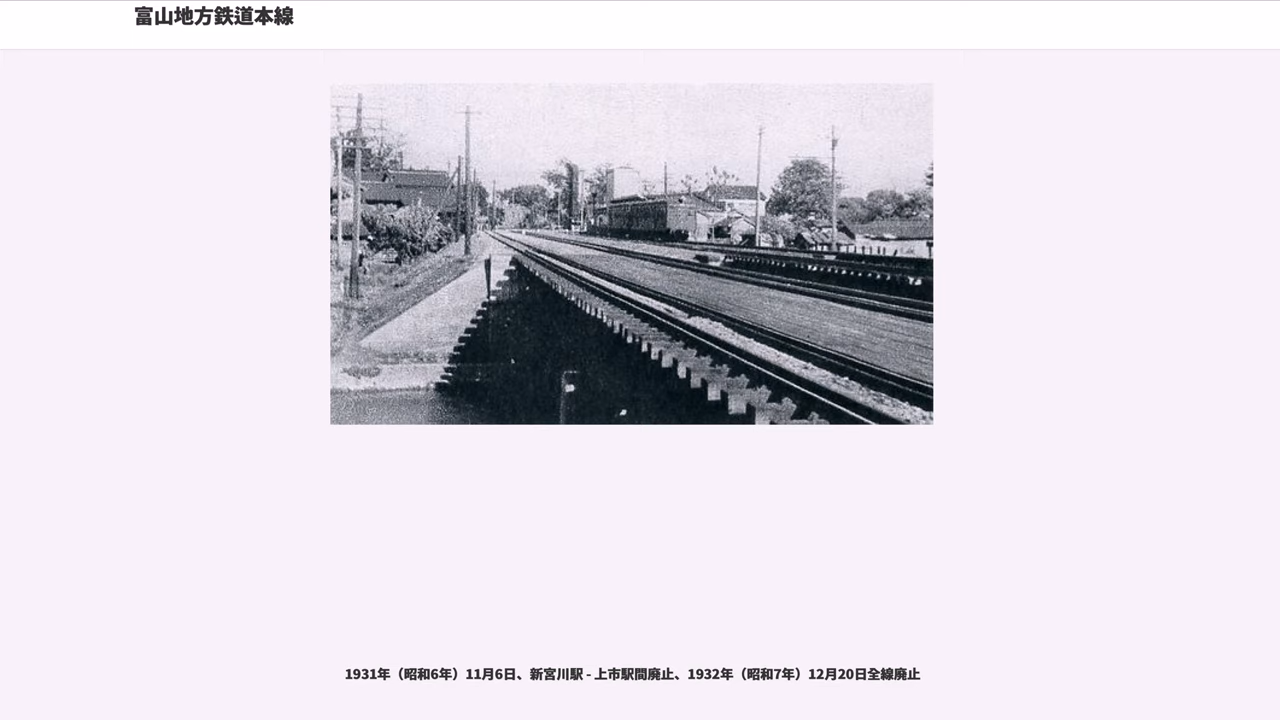 富山地方鉄道本線
1931年（昭和6年）11月6日、新宮川駅 - 上市駅間廃止、1932年（昭和7年）12月20日全線廃止